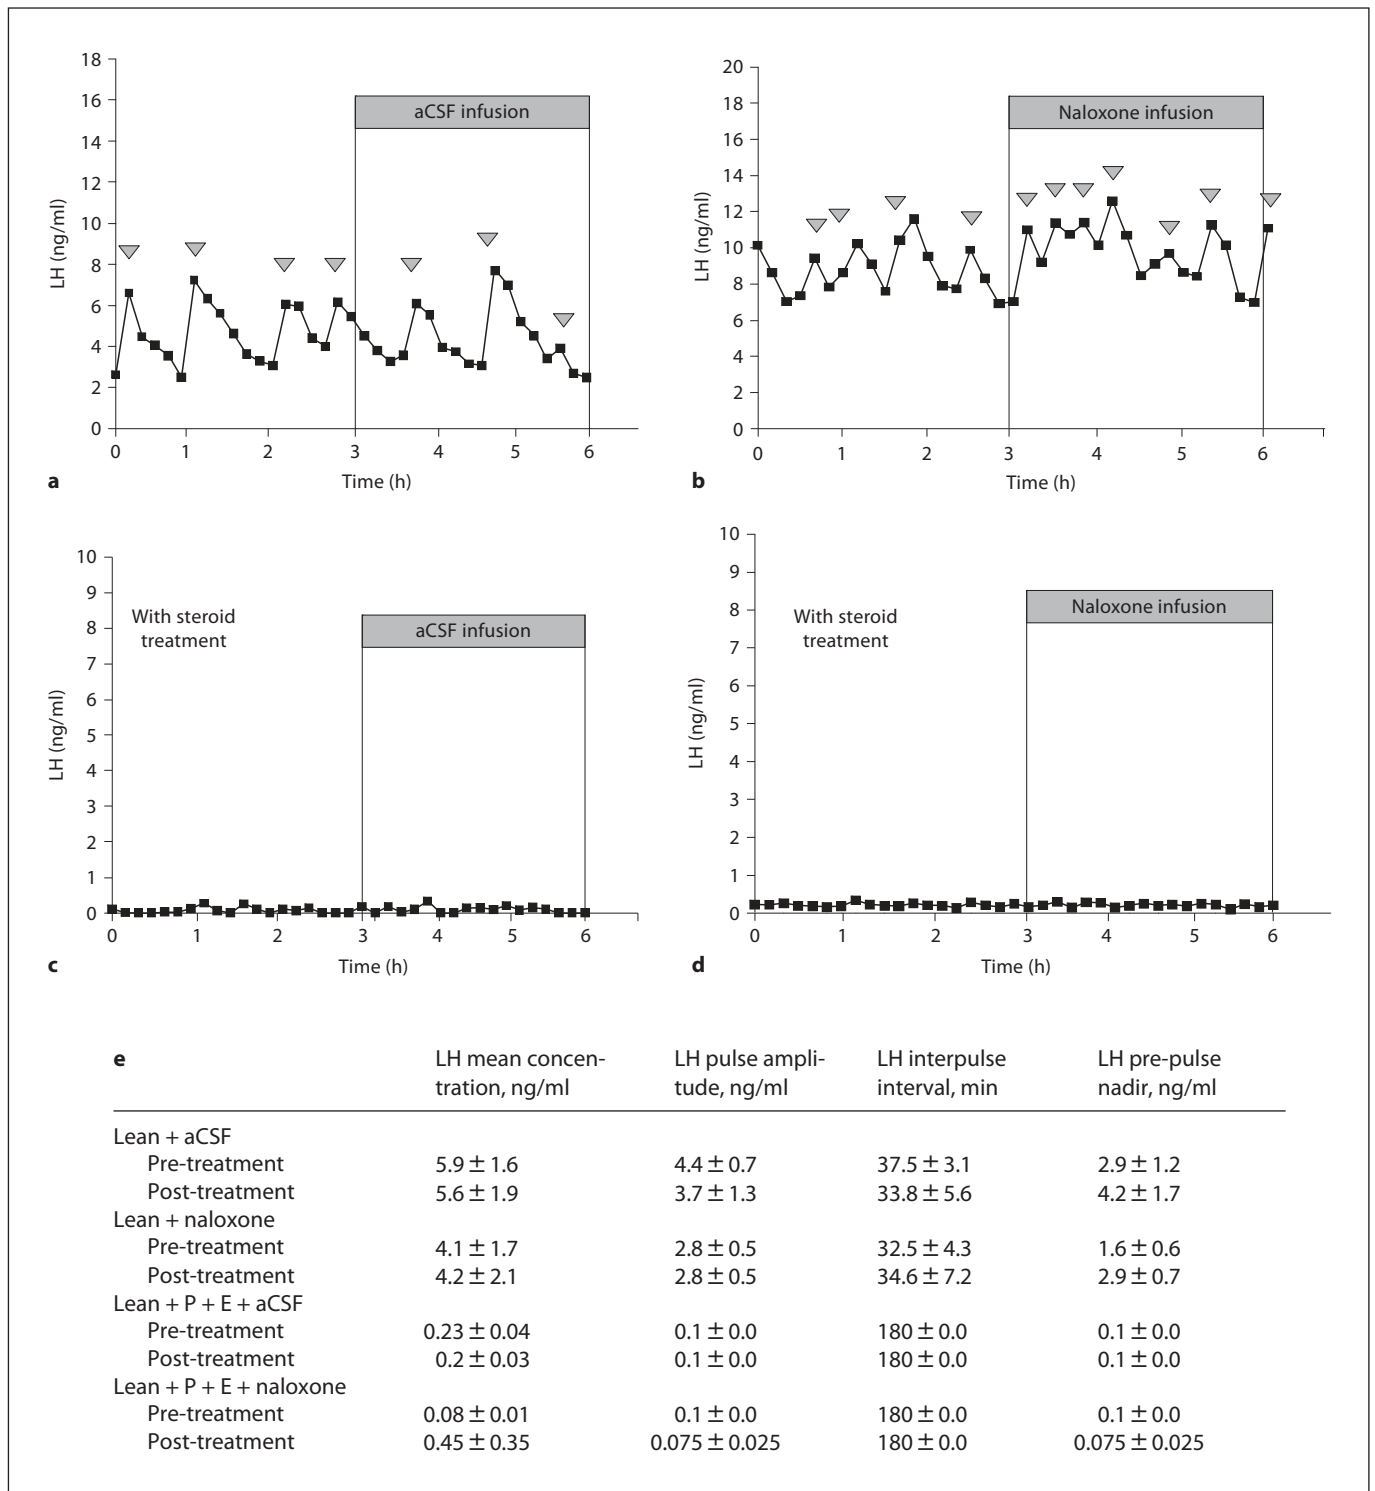 18
16
14
12
10
8
6
4
2
0
LH (ng/ml)
aCSF infusion
0 1 2 3 4 5 6
Time (h)
a
20
18
16
14
12
10
8
6
4
2
0
LH (ng/ml)
Naloxone infusion
0 1 2 3 4 5 6
Time (h)
b
10
9
8
7
6
5
4
3
2
1
0
LH (ng/ml)
With steroid
treatment
aCSF infusion
0 1 2 3 4 5 6
Time (h)
c
10
9
8
7
6
5
4
3
2
1
0
LH (ng/ml)
With steroid
treatment
Naloxone infusion
0 1 2 3 4 5 6
Time (h)
d
e LH mean concen- LH pulse ampli- LH interpulse LH pre-pulse
tration, ng/ml tude, ng/ml interval, min nadir, ng/ml
Lean + aCSF
Pre-treatment 5.9 ± 1.6 4.4 ± 0.7 37.5 ± 3.1 2.9 ± 1.2
Post-treatment 5.6 ± 1.9 3.7 ± 1.3 33.8 ± 5.6 4.2 ± 1.7
Lean + naloxone
Pre-treatment 4.1 ± 1.7 2.8 ± 0.5 32.5 ± 4.3 1.6 ± 0.6
Post-treatment 4.2 ± 2.1 2.8 ± 0.5 34.6 ± 7.2 2.9 ± 0.7
Lean + P + E + aCSF
Pre-treatment 0.23 ± 0.04 0.1 ± 0.0 180 ± 0.0 0.1 ± 0.0
Post-treatment 0.2 ± 0.03 0.1 ± 0.0 180 ± 0.0 0.1 ± 0.0
Lean + P + E + naloxone
Pre-treatment 0.08 ± 0.01 0.1 ± 0.0 180 ± 0.0 0.1 ± 0.0
Post-treatment 0.45 ± 0.35 0.075 ± 0.025 180 ± 0.0 0.075 ± 0.025